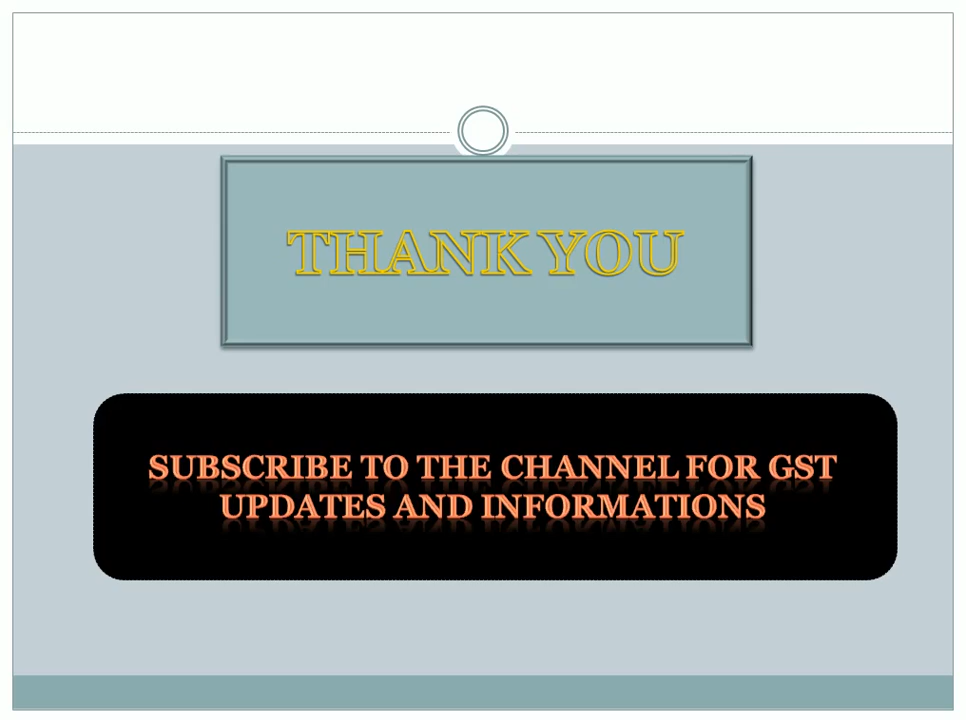 THANK YOU
SUBSCRIBE TO THE CHANNEL FOR GST
UPDATES AND INFORMATIONS